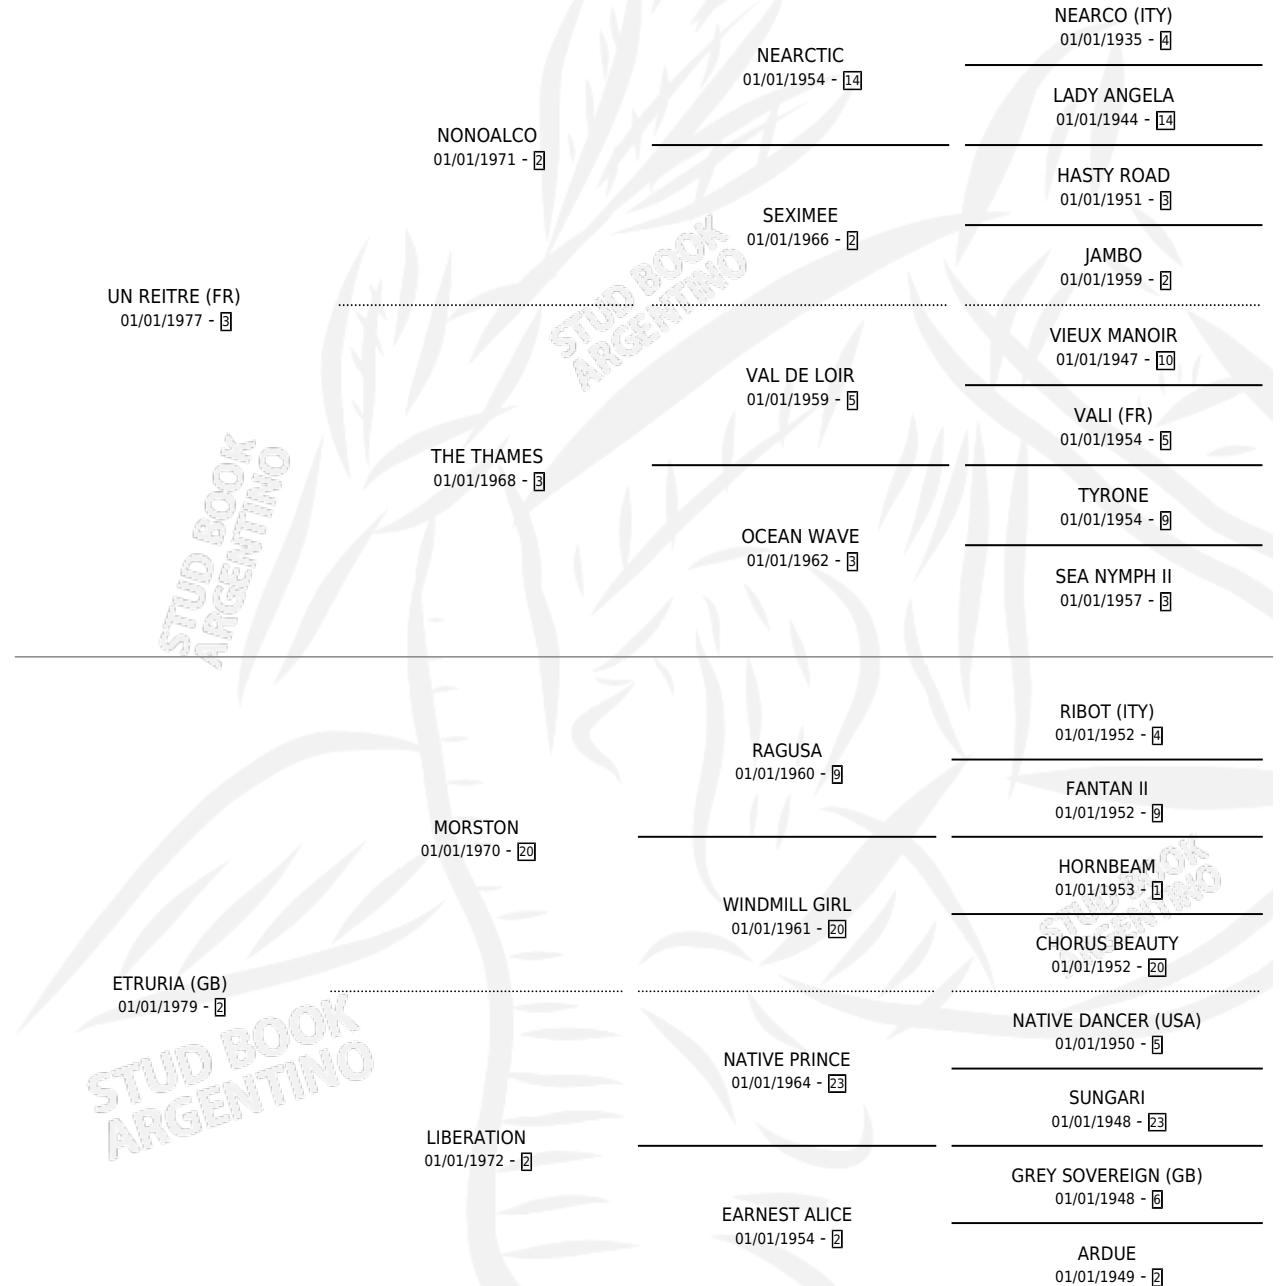 NEARCO (ITY)
01/01/1935 - 4
NEARCTIC
01/01/1954 - 14
LADY ANGELA
01/01/1944 - 14
NONOALCO
01/01/1971 - 2
HASTY ROAD
01/01/1951 - 3
SEXIMEE
01/01/1966 - 2
JAMBO
01/01/1959 - 2
UN REITRE (FR)
01/01/1977 - 3
VIEUX MANOIR
01/01/1947 - 10
VAL DE LOIR
01/01/1959 - 5
VALI (FR)
01/01/1954 - 5
THE THAMES
01/01/1968 - 3
TYRONE
01/01/1954 - 9
OCEAN WAVE
01/01/1962 - 3
SEA NYMPH II
01/01/1957 - 3
RIBOT (ITY)
01/01/1952 - 4
RAGUSA
01/01/1960 - 9
FANTAN II
01/01/1952 - 9
MORSTON
01/01/1970 - 20
HORNBEAM
01/01/1953 - 1
WINDMILL GIRL
01/01/1961 - 20
CHORUS BEAUTY
01/01/1952 - 20
ETRURIA (GB)
01/01/1979 - 2
NATIVE DANCER (USA)
01/01/1950 - 5
NATIVE PRINCE
01/01/1964 - 23
SUNGARI
01/01/1948 - 23
LIBERATION
01/01/1972 - 2
GREY SOVEREIGN (GB)
01/01/1948 - 6
EARNEST ALICE
01/01/1954 - 2
ARDUE
01/01/1949 - 2
STUD BOOK
ARGENTINO
STUD BOOK
ARGENTINO
STUD BOOK
ARGENTINO
STUD BOOK
ARGENTINO